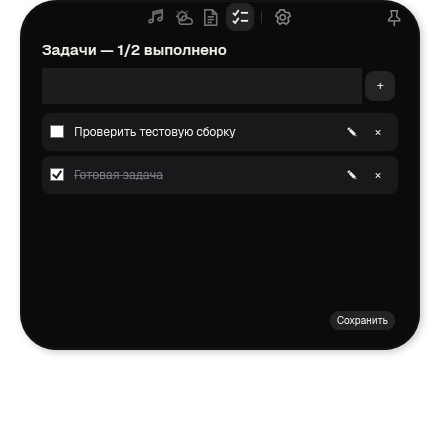 Задачи — 1/2 выполнено
+
Проверить тестовую сборку
×
Готовая задача
×
Сохранить